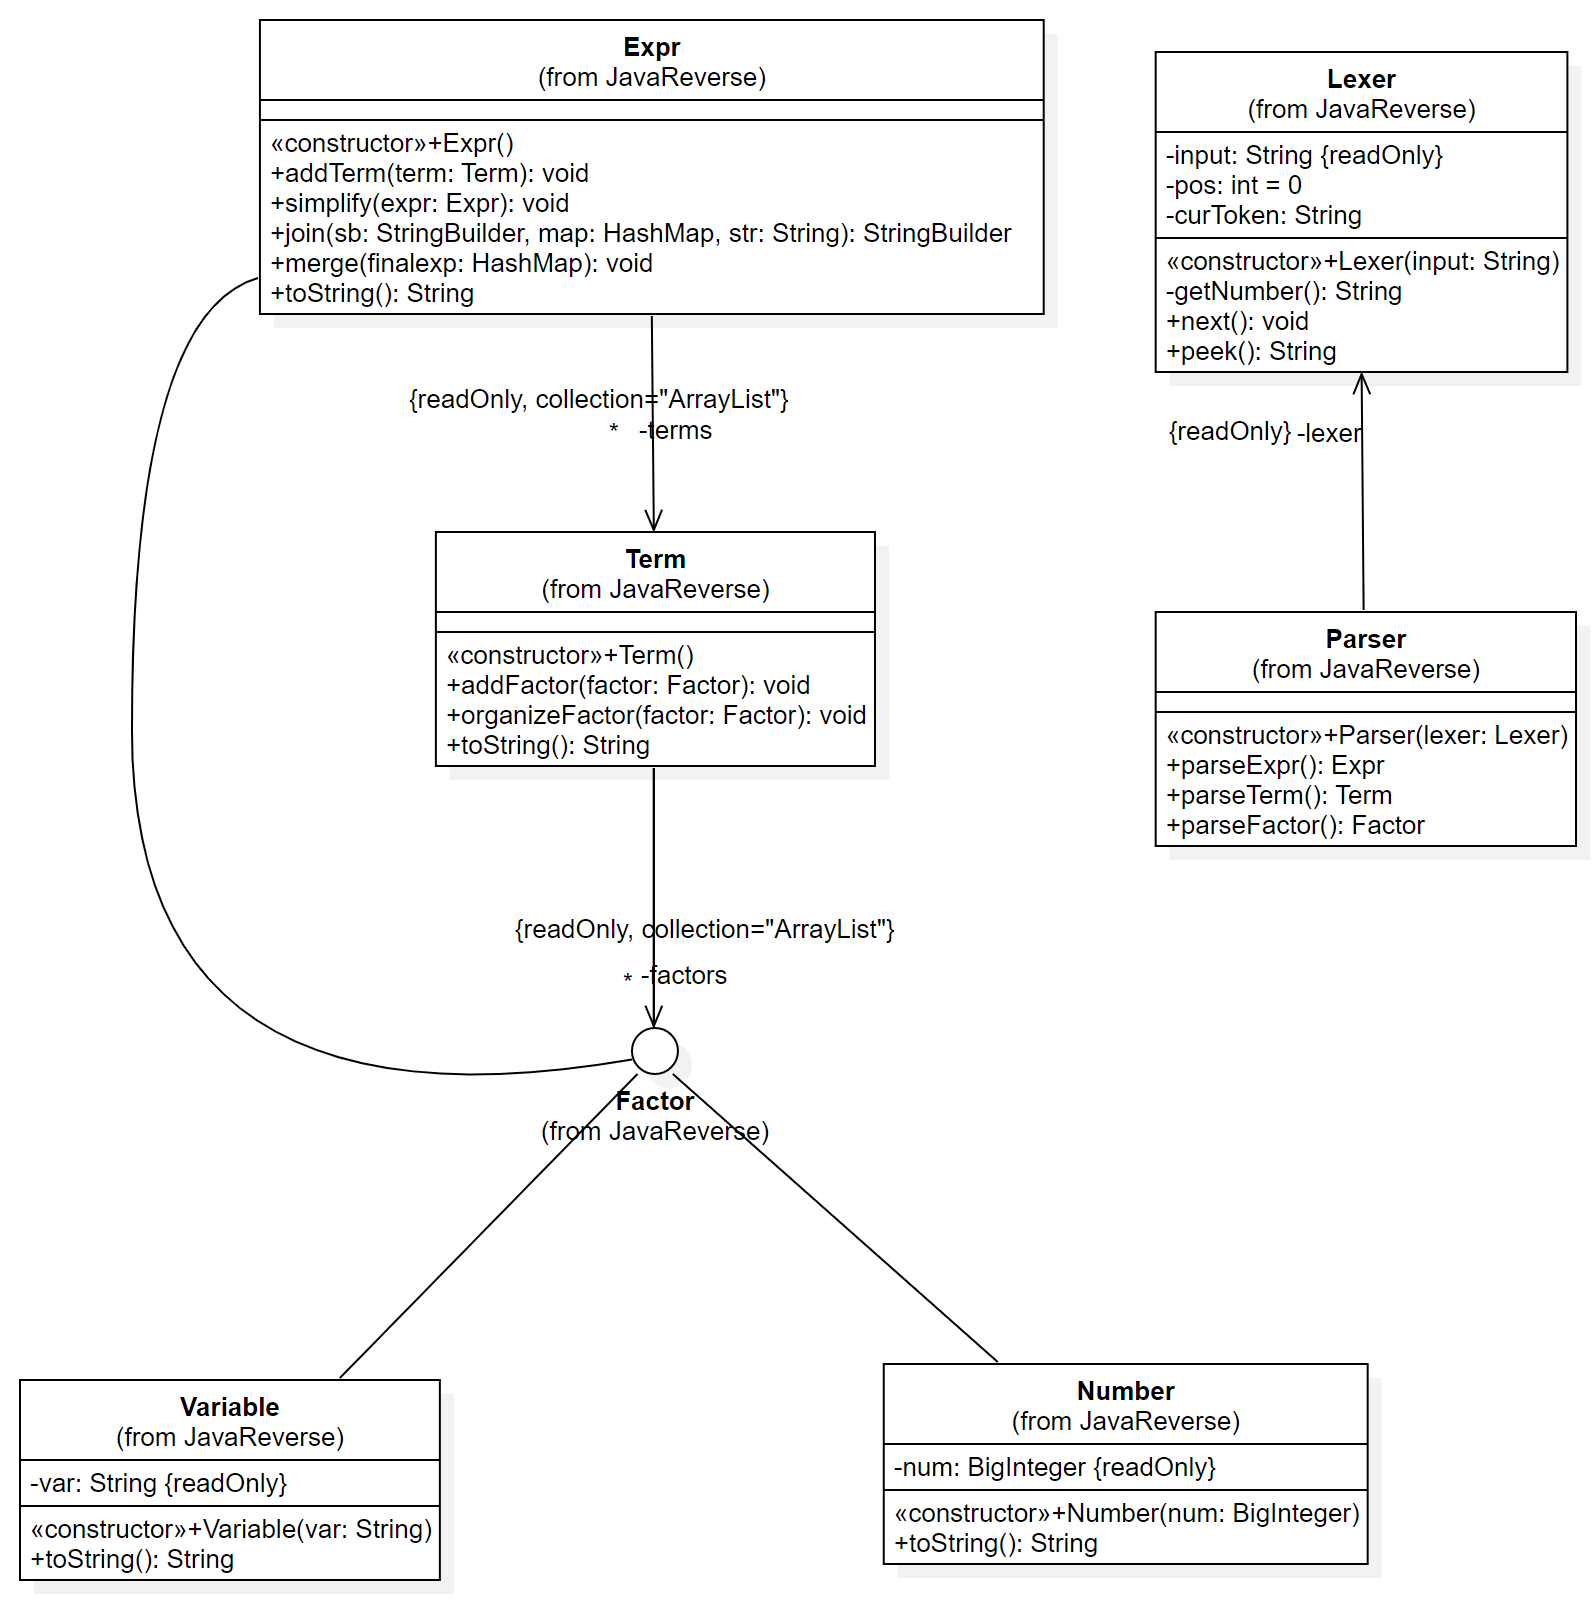 Expr
(from JavaReverse)
«constructor»+Expr()
+addTerm(term: Term): void
+simplify(expr: Expr): void
+join(sb: StringBuilder, map: HashMap, str: String): StringBuilder
+merge(finalexp: HashMap): void
+toString(): String
Lexer
(from JavaReverse)
-input: String {readOnly}
-pos: int = 0
-curToken: String
«constructor»+Lexer(input: String)
-getNumber(): String
+next(): void
+peek(): String
{readOnly, collection="ArrayList"}
* -terms
{readOnly} -lexer
Term
(from JavaReverse)
«constructor»+Term()
+addFactor(factor: Factor): void
+organizeFactor(factor: Factor): void
+toString(): String
Parser
(from JavaReverse)
«constructor»+Parser(lexer: Lexer)
+parseExpr(): Expr
+parseTerm(): Term
+parseFactor(): Factor
{readOnly, collection="ArrayList"}
* -factors
Factor
(from JavaReverse)
Variable
(from JavaReverse)
-var: String {readOnly}
«constructor»+Variable(var: String)
+toString(): String
Number
(from JavaReverse)
-num: BigInteger {readOnly}
«constructor»+Number(num: BigInteger)
+toString(): String